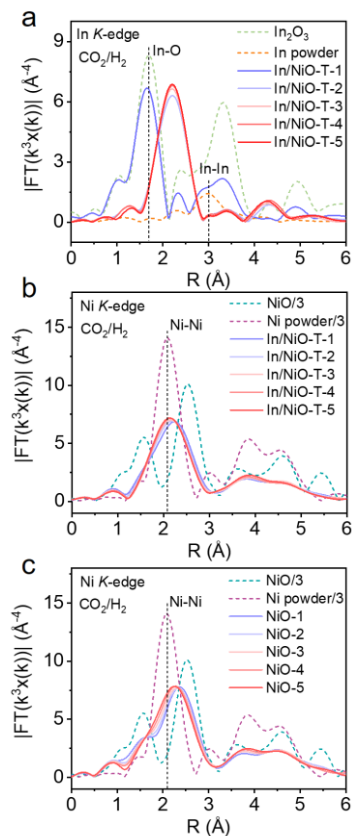 a
In K-edge
CO₂/H₂
In-O
In-In
In₂O₃
In powder
In/NiO-T-1
In/NiO-T-2
In/NiO-T-3
In/NiO-T-4
In/NiO-T-5
|FT(k³x(k))| (Å⁻⁴)
9
6
3
0
0 1 2 3 4 5 6
R (Å)
b
Ni K-edge
CO₂/H₂
Ni-Ni
NiO/3
Ni powder/3
In/NiO-T-1
In/NiO-T-2
In/NiO-T-3
In/NiO-T-4
In/NiO-T-5
|FT(k³x(k))| (Å⁻⁴)
15
10
5
0
0 1 2 3 4 5 6
R (Å)
c
Ni K-edge
CO₂/H₂
Ni-Ni
NiO/3
Ni powder/3
NiO-1
NiO-2
NiO-3
NiO-4
NiO-5
|FT(k³x(k))| (Å⁻⁴)
15
10
5
0
0 1 2 3 4 5 6
R (Å)